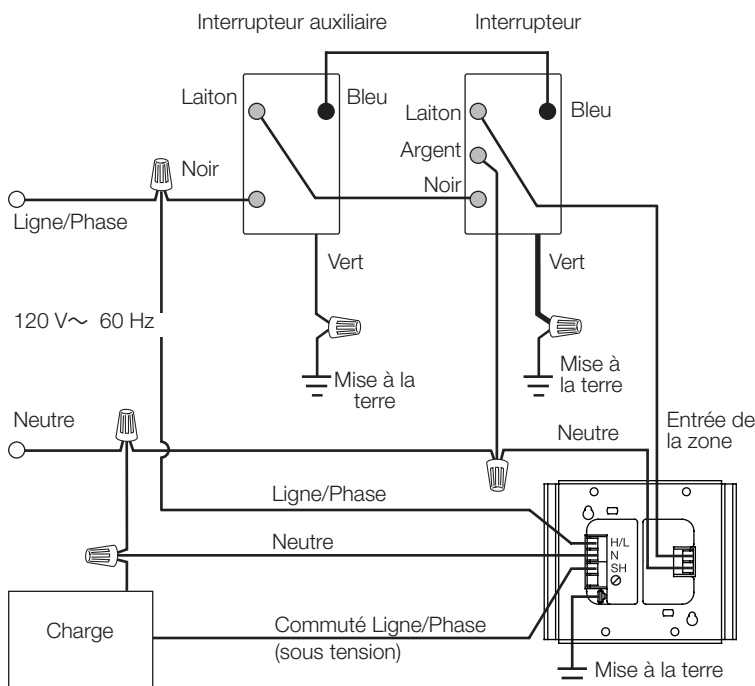 Interrupteur auxiliaire
Interrupteur
Laiton
Bleu
Laiton
Bleu
Argent
Noir
Noir
Ligne/Phase
Vert
Vert
120 V~ 60 Hz
Mise à la
terre
Mise à
la terre
Neutre
Neutre
Entrée de
la zone
Ligne/Phase
H/L
N
SH
Neutre
Charge
Commuté Ligne/Phase
(sous tension)
Mise à la terre